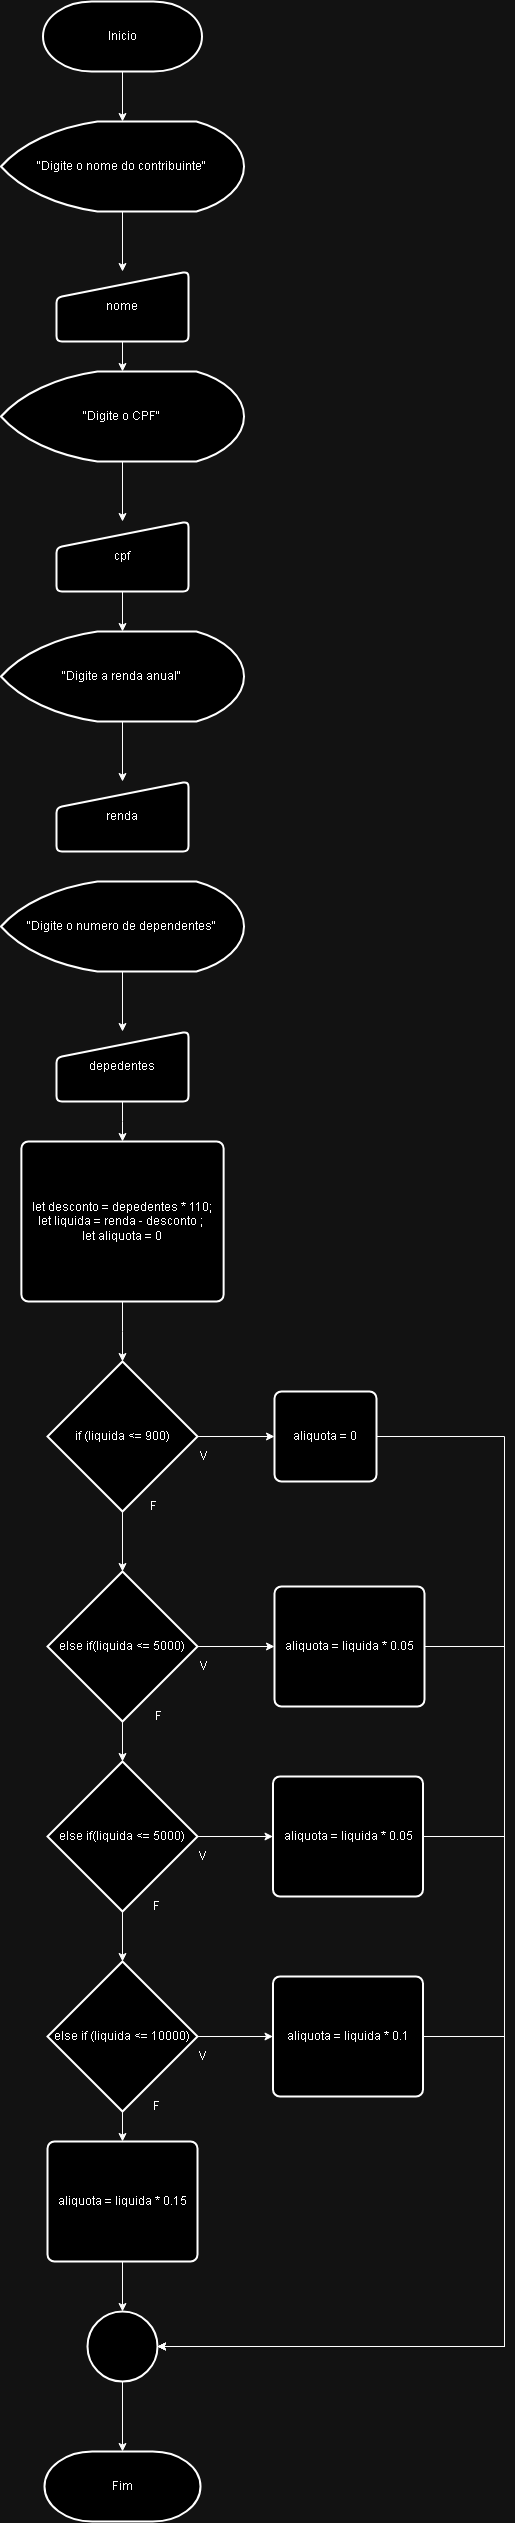 Inicio
"Digite o nome do contribuinte"
nome
"Digite o CPF"
cpf
"Digite a renda anual"
renda
"Digite o numero de dependentes"
depedentes
let desconto = depedentes * 110;
let liquida = renda - desconto ;
let aliquota = 0
if (liquida <= 900)
V
aliquota = 0
F
else if(liquida <= 5000)
V
aliquota = liquida * 0.05
F
else if(liquida <= 5000)
V
aliquota = liquida * 0.05
F
else if (liquida <= 10000)
V
aliquota = liquida * 0.1
F
aliquota = liquida * 0.15
Fim